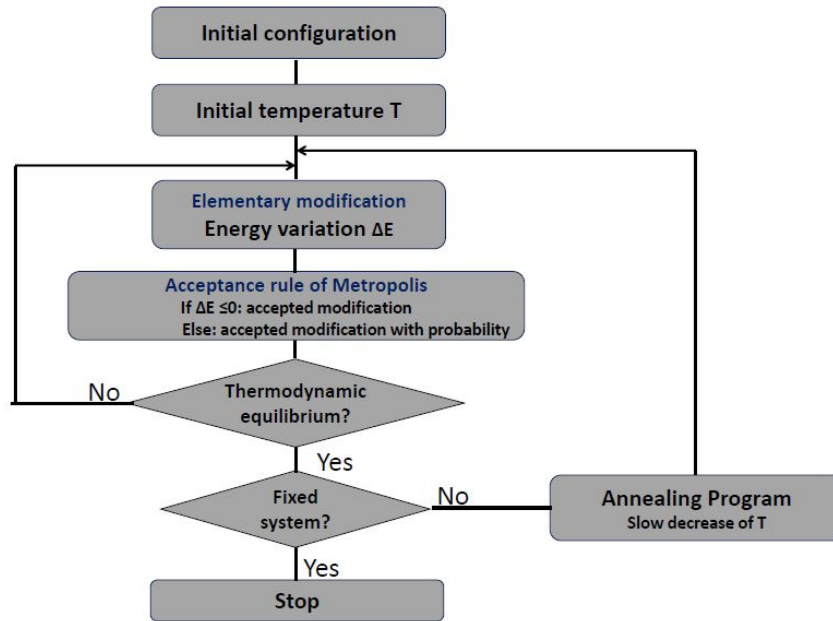 Initial configuration
Initial temperature T
Elementary modification
Energy variation ΔE
Acceptance rule of Metropolis
If ΔE ≤0: accepted modification
Else: accepted modification with probability
No
Thermodynamic
equilibrium?
Yes
Fixed
system?
No
Annealing Program
Slow decrease of T
Yes
Stop